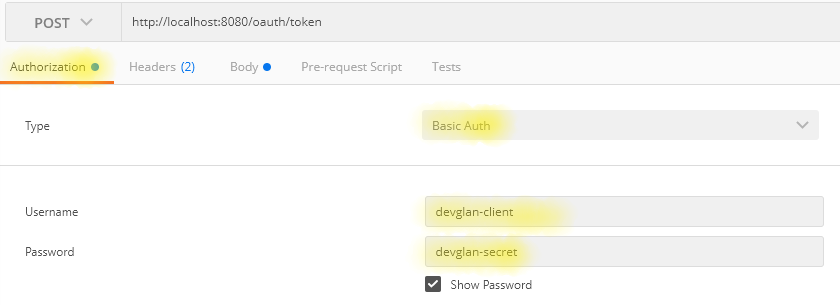 POST http://localhost:8080/oauth/token
Authorization Headers (2) Body Pre-request Script Tests
Type Basic Auth
Username devglan-client
Password devglan-secret
Show Password